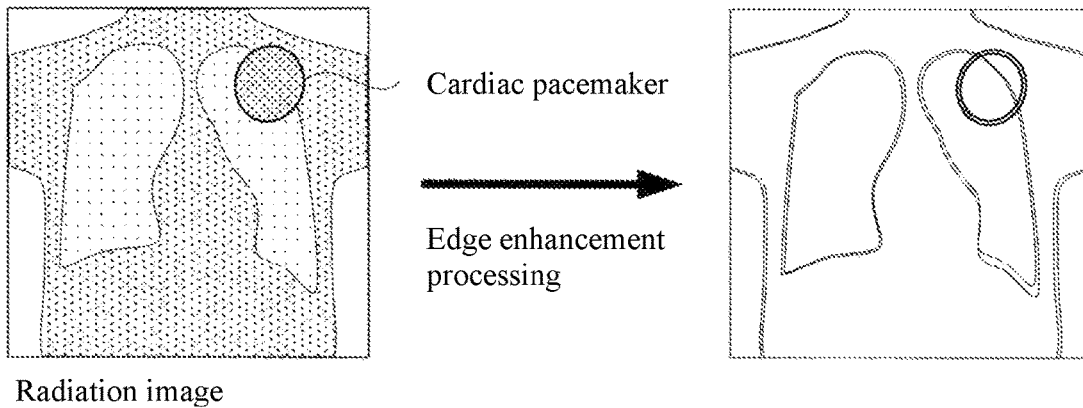 Cardiac pacemaker
Edge enhancement
processing
Radiation image